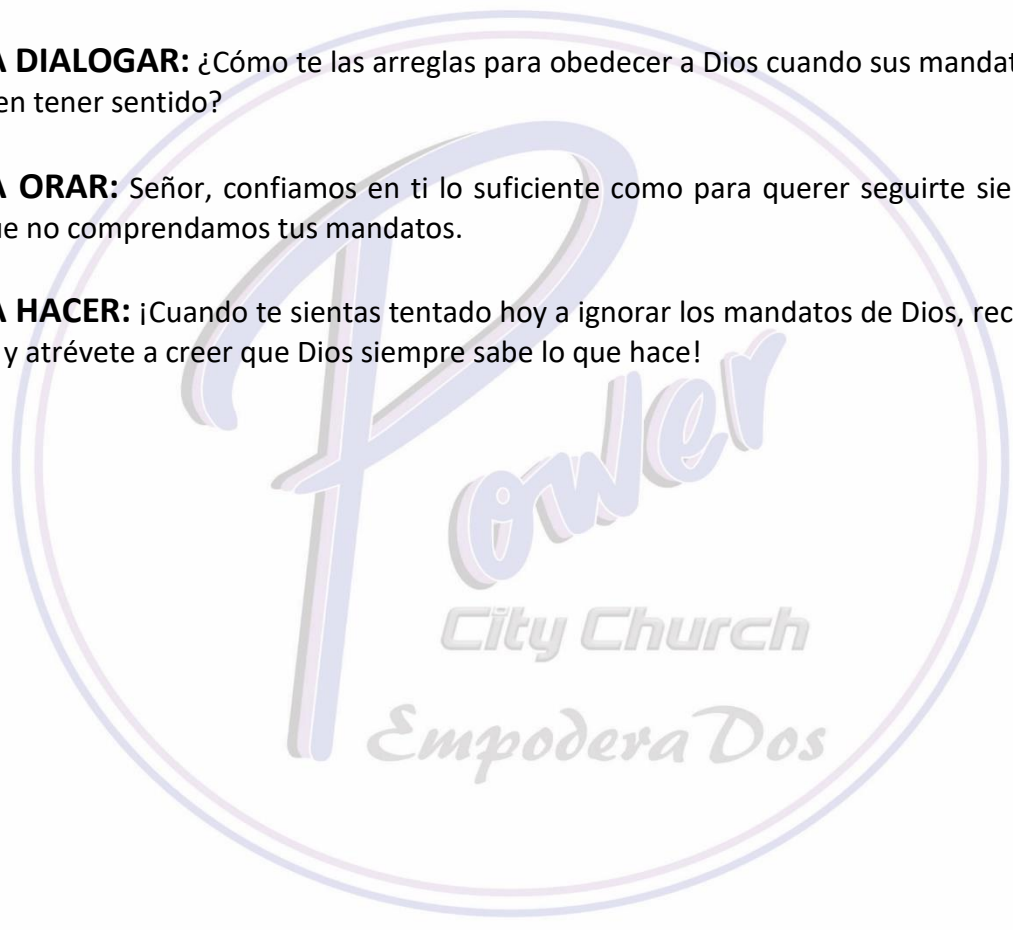 A DIALOGAR: ¿Cómo te las arreglas para obedecer a Dios cuando sus mandat
en tener sentido?
A ORAR: Señor, confiamos en ti lo suficiente como para querer seguirte sie
ue no comprendamos tus mandatos.
A HACER: ¡Cuando te sientas tentado hoy a ignorar los mandatos de Dios, rec
y atrévete a creer que Dios siempre sabe lo que hace!
Power
City Church
EmpoderaDos